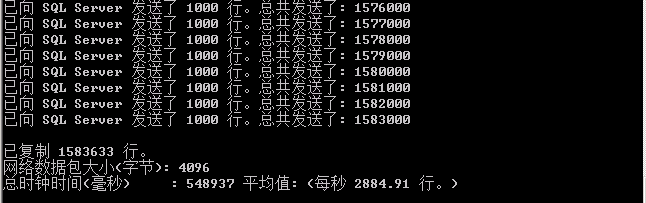 已向 SQL Server 发送了 1000 行。总共发送了: 1576000
已向 SQL Server 发送了 1000 行。总共发送了: 1577000
已向 SQL Server 发送了 1000 行。总共发送了: 1578000
已向 SQL Server 发送了 1000 行。总共发送了: 1579000
已向 SQL Server 发送了 1000 行。总共发送了: 1580000
已向 SQL Server 发送了 1000 行。总共发送了: 1581000
已向 SQL Server 发送了 1000 行。总共发送了: 1582000
已向 SQL Server 发送了 1000 行。总共发送了: 1583000
已复制 1583633 行。
网络数据包大小(字节): 4096
总时钟时间(毫秒)     : 548937 平均值: (每秒 2884.91 行。)